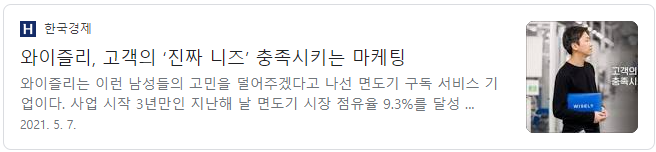 H 한국경제
와이즐리, 고객의 ‘진짜 니즈’ 충족시키는 마케팅
와이즐리는 이런 남성들의 고민을 덜어주겠다고 나선 면도기 구독 서비스 기
업이다. 사업 시작 3년만인 지난해 날 면도기 시장 점유율 9.3%를 달성 ...
2021. 5. 7.
고객의
충족시
WISELY